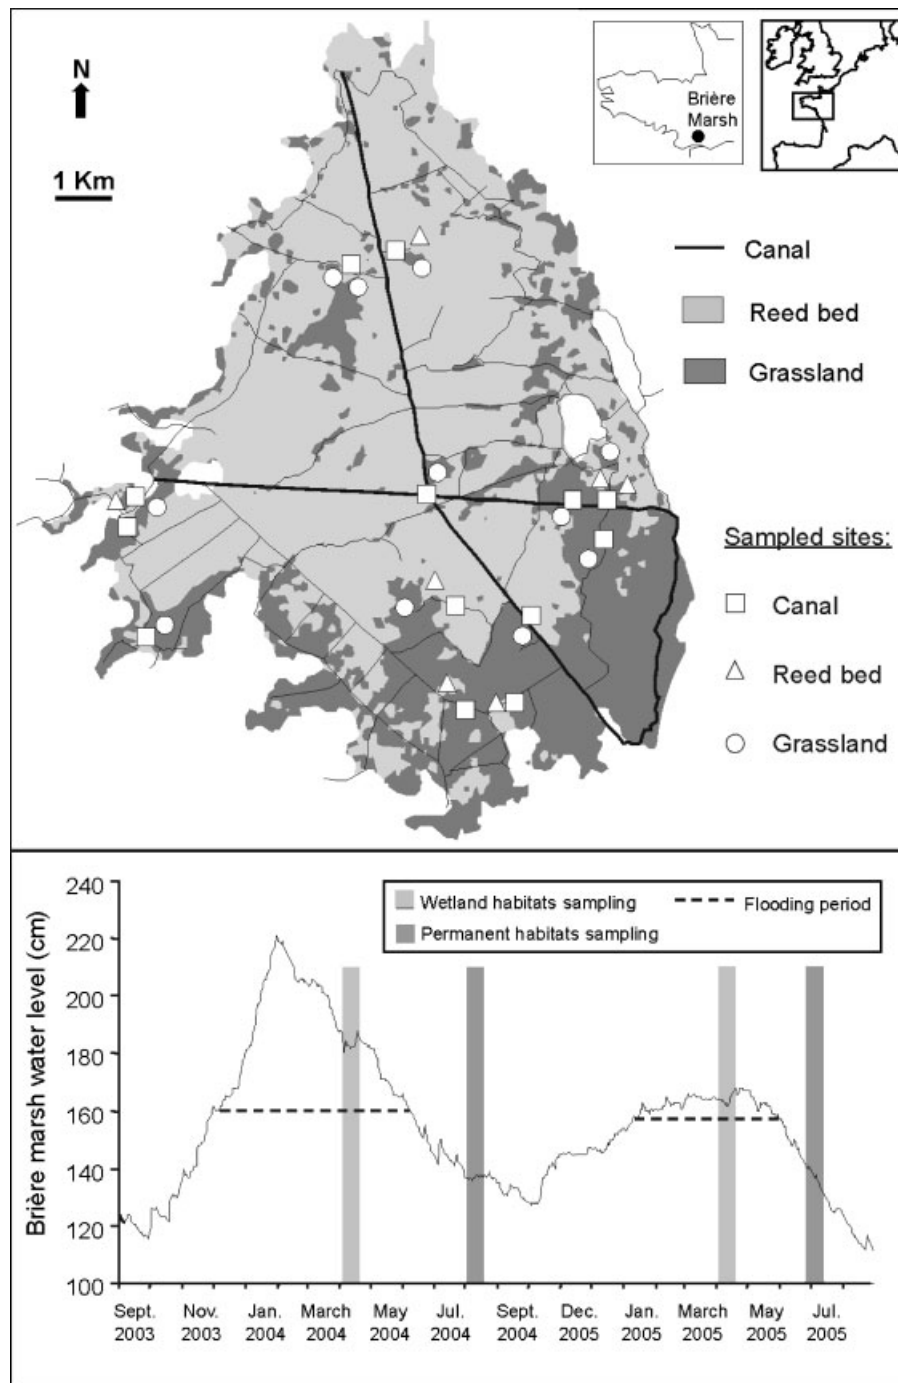 N
1 Km
Brière
Marsh
Canal
Reed bed
Grassland
Sampled sites:
Canal
Reed bed
Grassland
Brière marsh water level (cm)
240
220
200
180
160
140
120
100
Wetland habitats sampling
Flooding period
Permanent habitats sampling
Sept. Nov. Jan. March May Jul. Sept. Dec. Jan. March May Jul.
2003 2003 2004 2004 2004 2004 2004 2005 2005 2005 2005 2005